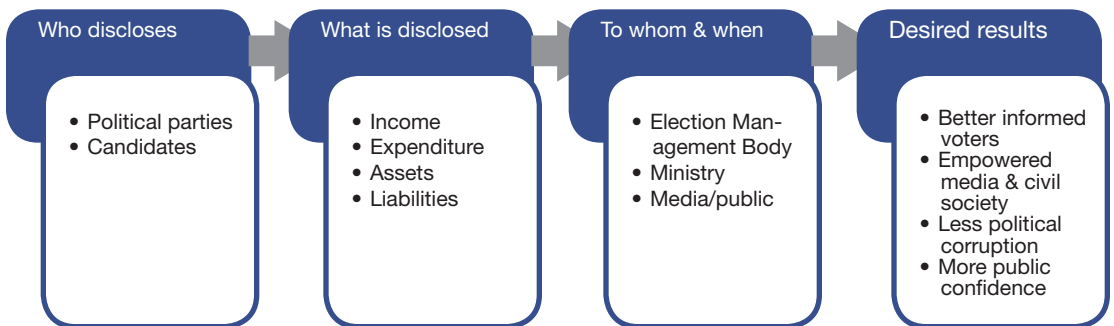 Who discloses
• Political parties
• Candidates
What is disclosed
• Income
• Expenditure
• Assets
• Liabilities
To whom & when
• Election Man-
agement Body
• Ministry
• Media/public
Desired results
• Better informed
voters
• Empowered
media & civil
society
• Less political
corruption
• More public
confidence